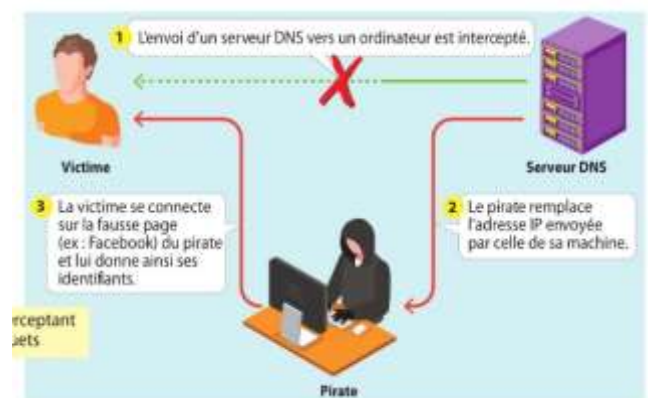 1 L'envoi d'un serveur DNS vers un ordinateur est intercepté.
Victime
Serveur DNS
2 Le pirate remplace
l'adresse IP envoyée
par celle de sa machine.
3 La victime se connecte
sur la fausse page
(ex : Facebook) du pirate
et lui donne ainsi ses
identifiants.
Pirate